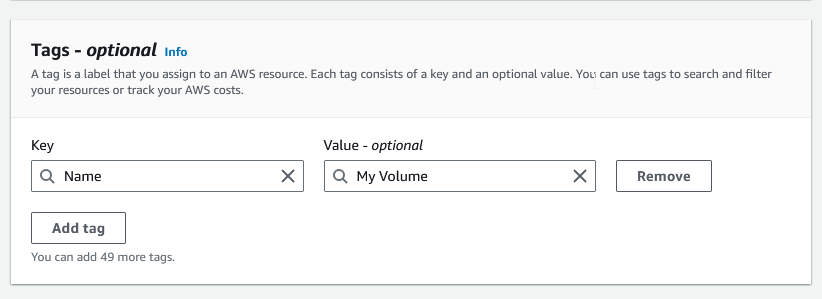 Tags - optional Info
A tag is a label that you assign to an AWS resource. Each tag consists of a key and an optional value. You can use tags to search and filter
your resources or track your AWS costs.
Key Value - optional
Name My Volume Remove
Add tag
You can add 49 more tags.